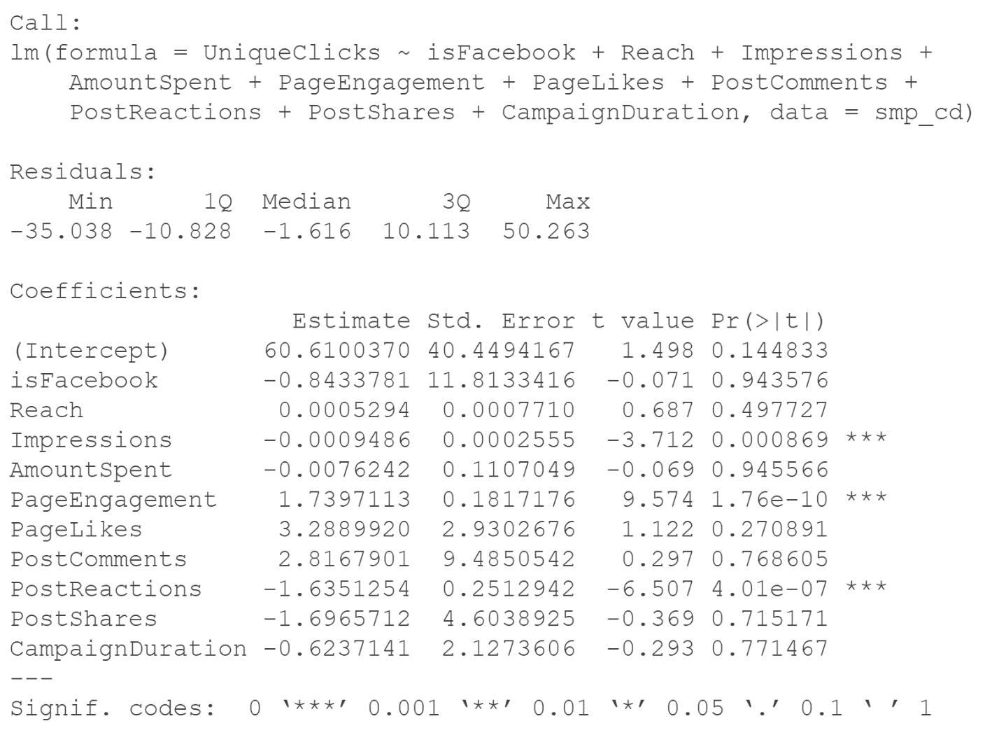 Call:
lm(formula = UniqueClicks ~ isFacebook + Reach + Impressions +
    AmountSpent + PageEngagement + PageLikes + PostComments +
    PostReactions + PostShares + CampaignDuration, data = smp_cd)

Residuals:
    Min      1Q  Median      3Q     Max
-35.038 -10.828  -1.616  10.113  50.263

Coefficients:
                   Estimate Std. Error t value Pr(>|t|)
(Intercept)      60.6100370 40.4494167   1.498 0.144833
isFacebook       -0.8433781 11.8133416  -0.071 0.943576
Reach             0.0005294  0.0007710   0.687 0.497727
Impressions      -0.0009486  0.0002555  -3.712 0.000869 ***
AmountSpent      -0.0076242  0.1107049  -0.069 0.945566
PageEngagement    1.7397113  0.1817176   9.574 1.76e-10 ***
PageLikes         3.2889920  2.9302676   1.122 0.270891
PostComments      2.8167901  9.4850542   0.297 0.768605
PostReactions    -1.6351254  0.2512942  -6.507 4.01e-07 ***
PostShares       -1.6965712  4.6038925  -0.369 0.715171
CampaignDuration -0.6237141  2.1273606  -0.293 0.771467
---
Signif. codes:  0 ‘***’ 0.001 ‘**’ 0.01 ‘*’ 0.05 ‘.’ 0.1 ‘ ’ 1